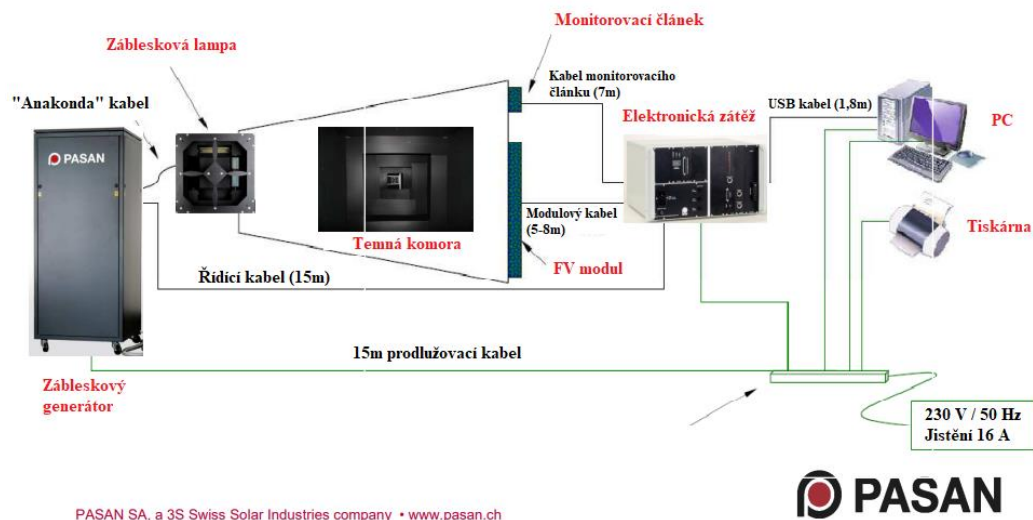 Monitorovací článek
Záblesková lampa
Kabel monitorovacího
článku (7m)
"Anakonda" kabel
USB kabel (1,8m)
Elektronická zátěž
PC
PASAN
Modulový kabel
(5-8m)
Temná komora
Tiskárna
FV modul
Řídící kabel (15m)
15m prodlužovací kabel
Zábleskový
generátor
230 V / 50 Hz
Jistění 16 A
PASAN
PASAN SA, a 3S Swiss Solar Industries company • www.pasan.ch